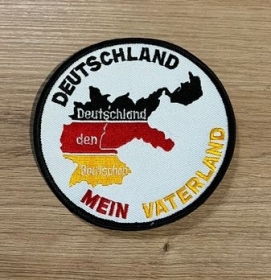 DEUTSCHLAND
Deutschland
den
Deutschen
MEIN VATERLAND